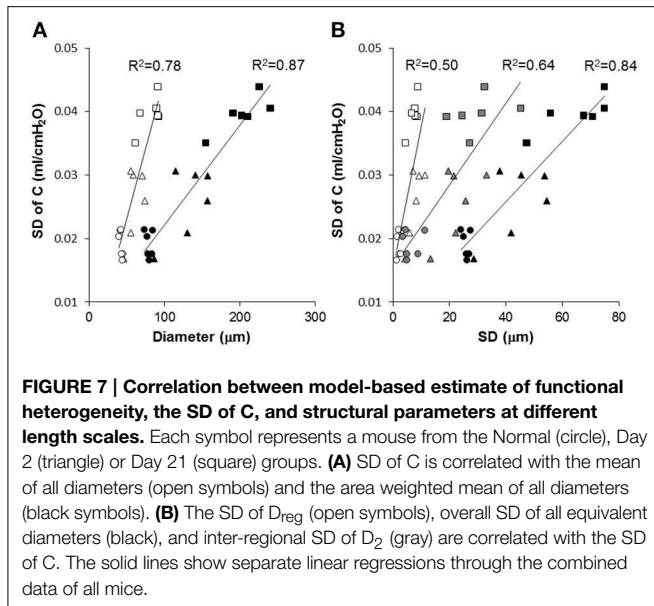 A
B
R²=0.78
R²=0.87
R²=0.50
R²=0.64
R²=0.84
0.05
0.04
0.03
0.02
0.01
SD of C (ml/cmH₂O)
0
100
200
300
Diameter (µm)
0.05
0.04
0.03
0.02
0.01
SD of C (ml/cmH₂O)
0
20
40
60
80
SD (µm)
FIGURE 7 | Correlation between model-based estimate of functional
heterogeneity, the SD of C, and structural parameters at different
length scales. Each symbol represents a mouse from the Normal (circle), Day
2 (triangle) or Day 21 (square) groups. (A) SD of C is correlated with the mean
of all diameters (open symbols) and the area weighted mean of all diameters
(black symbols). (B) The SD of Dreg (open symbols), overall SD of all equivalent
diameters (black), and inter-regional SD of D₂ (gray) are correlated with the SD
of C. The solid lines show separate linear regressions through the combined
data of all mice.